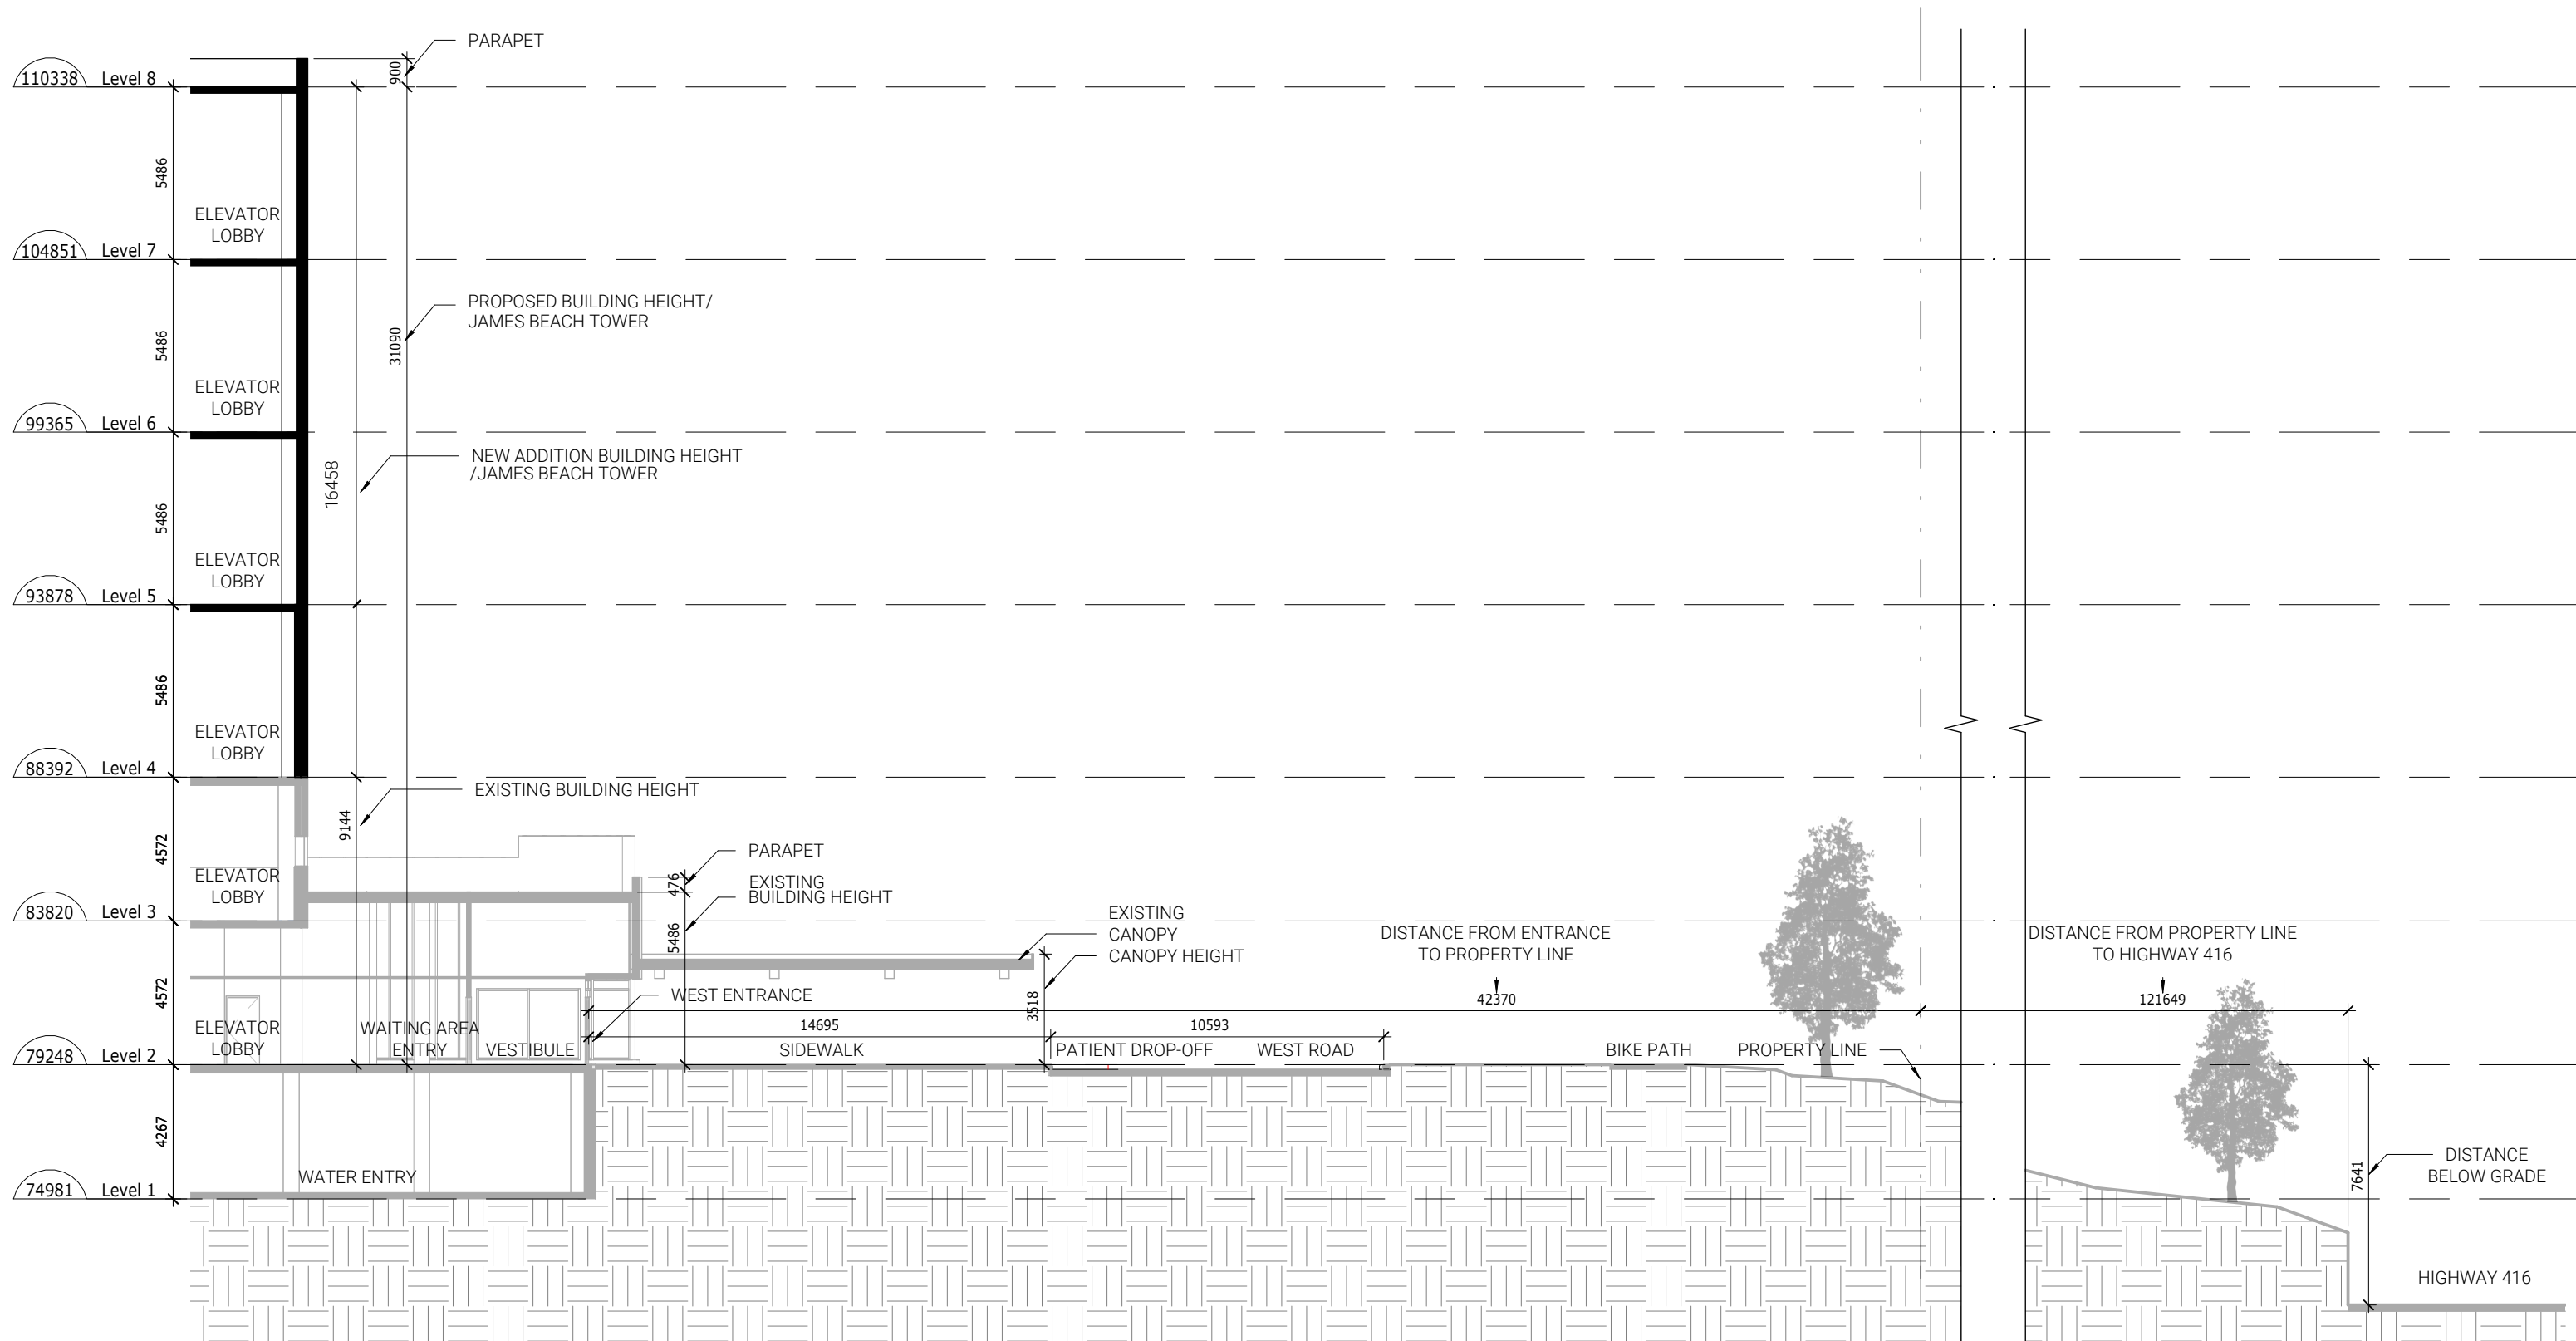 PARAPET
900
110338 Level 8
5486
ELEVATOR
LOBBY
104851 Level 7
PROPOSED BUILDING HEIGHT/
JAMES BEACH TOWER
31090
5486
ELEVATOR
LOBBY
99365 Level 6
NEW ADDITION BUILDING HEIGHT
/JAMES BEACH TOWER
16458
5486
ELEVATOR
LOBBY
93878 Level 5
5486
ELEVATOR
LOBBY
88392 Level 4
EXISTING BUILDING HEIGHT
9144
4572
ELEVATOR
LOBBY
PARAPET
476
EXISTING
BUILDING HEIGHT
5486
83820 Level 3
EXISTING
CANOPY
CANOPY HEIGHT
3518
DISTANCE FROM ENTRANCE
TO PROPERTY LINE
42370
DISTANCE FROM PROPERTY LINE
TO HIGHWAY 416
121649
4572
WEST ENTRANCE
14695
10593
ELEVATOR
LOBBY
WAITING AREA
ENTRY
VESTIBULE
SIDEWALK
PATIENT DROP-OFF
WEST ROAD
BIKE PATH
PROPERTY LINE
79248 Level 2
4267
WATER ENTRY
74981 Level 1
7641
DISTANCE
BELOW GRADE
HIGHWAY 416